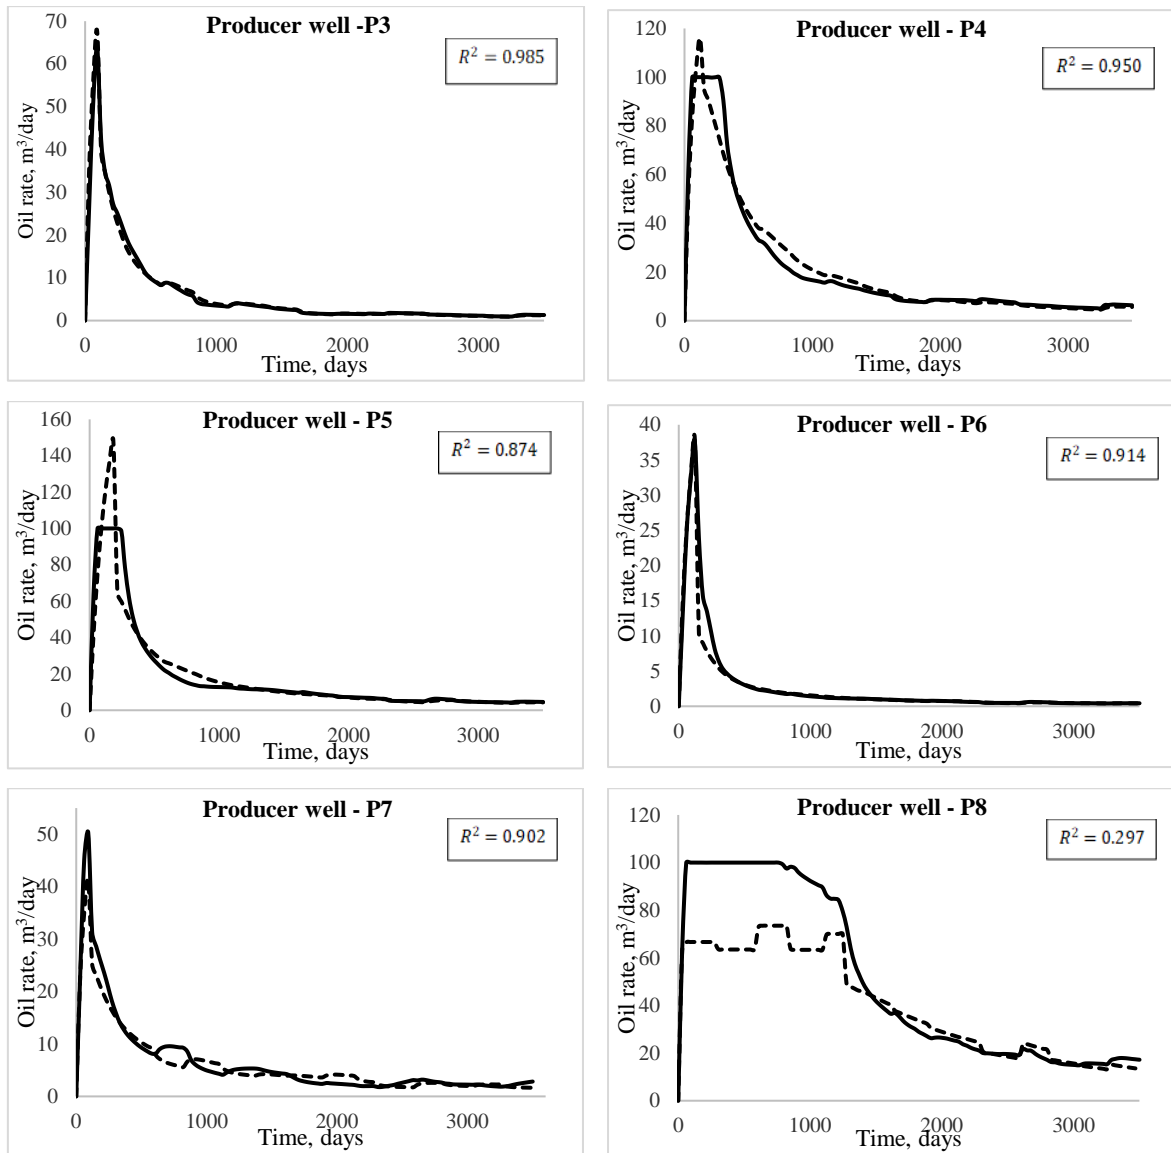 Producer well -P3
R² = 0.985
Oil rate, m³/day
70
60
50
40
30
20
10
0
0 1000 2000 3000
Time, days
Producer well - P4
R² = 0.950
Oil rate, m³/day
120
100
80
60
40
20
0
0 1000 2000 3000
Time, days
Producer well - P5
R² = 0.874
Oil rate, m³/day
160
140
120
100
80
60
40
20
0
0 1000 2000 3000
Time, days
Producer well - P6
R² = 0.914
Oil rate, m³/day
40
35
30
25
20
15
10
5
0
0 1000 2000 3000
Time, days
Producer well - P7
R² = 0.902
Oil rate, m³/day
50
40
30
20
10
0
0 1000 2000 3000
Time, days
Producer well - P8
R² = 0.297
Oil rate, m³/day
120
100
80
60
40
20
0
0 1000 2000 3000
Time, days